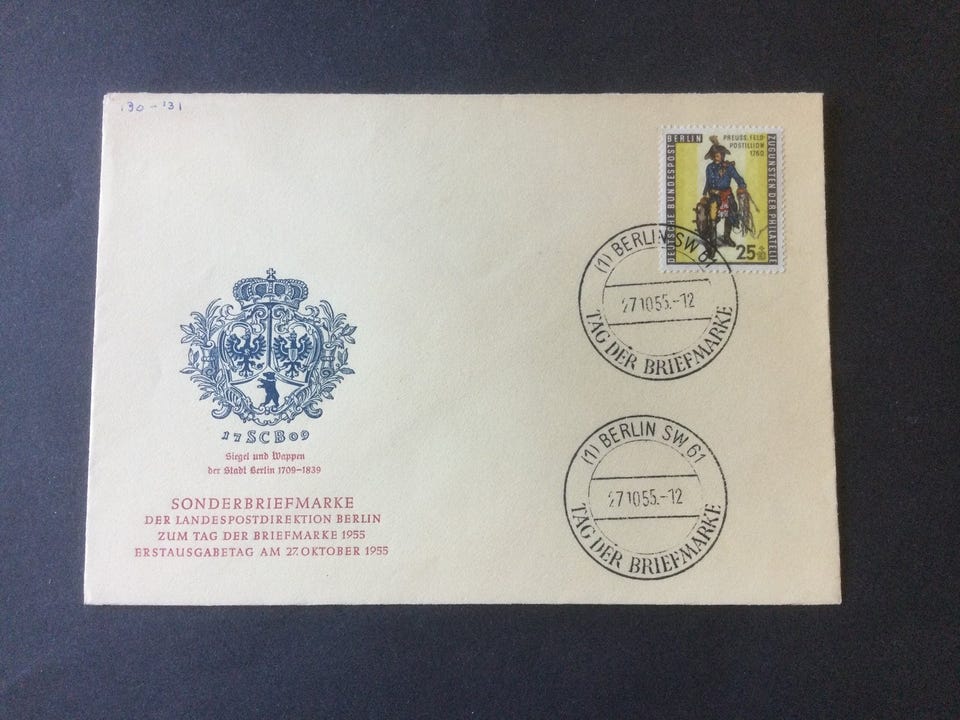 130-131
DEUTSCHE BUNDESPOST BERLIN
PREUSS. FELD-
POSTILLION
1760
ZUGUNSTEN DER PHILATELIE
25+10
(1) BERLIN SW 61
27.10.55.-12
TAG DER BRIEFMARKE
17 SCB 09
Siegel und Wappen
der Stadt Berlin 1709-1839
SONDERBRIEFMARKE
DER LANDESPOSTDIREKTION BERLIN
ZUM TAG DER BRIEFMARKE 1955
ERSTAUSGABETAG AM 27. OKTOBER 1955
(1) BERLIN SW 61
27.10.55.-12
TAG DER BRIEFMARKE